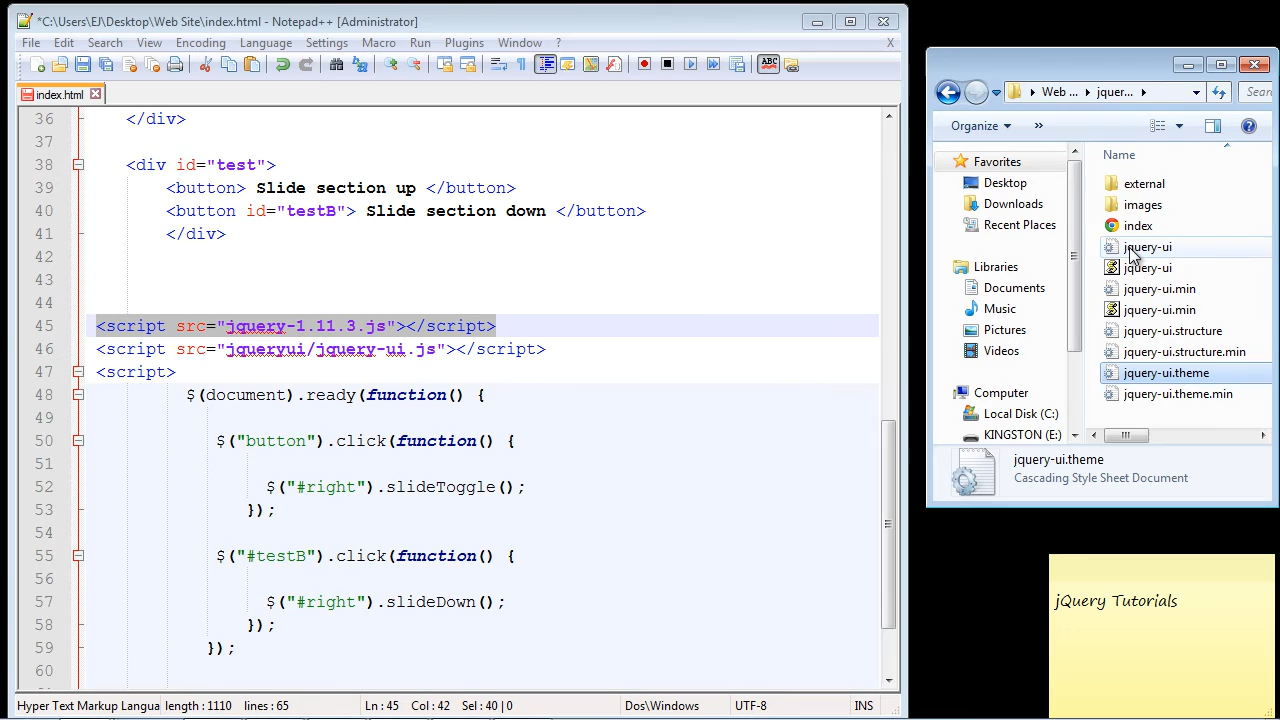 *C:\Users\EJ\Desktop\Web Site\index.html - Notepad++ [Administrator]
File Edit Search View Encoding Language Settings Macro Run Plugins Window ? X
ABC
index.html
36 </div>
37
38 <div id="test">
39 <button> Slide section up </button>
40 <button id="testB"> Slide section down </button>
41 </div>
42
43
44
45 <script src="jquery-1.11.3.js"></script>
46 <script src="jqueryui/jquery-ui.js"></script>
47 <script>
48 $(document).ready(function() {
49
50 $("button").click(function() {
51
52 $("#right").slideToggle();
53 });
54
55 $("#testB").click(function() {
56
57 $("#right").slideDown();
58 });
59 });
60
Hyper Text Markup Langua length : 1110 lines : 65 Ln : 45 Col : 42 Sel : 40 | 0 Dos\Windows UTF-8 INS
Web ... jquer... Sear
Organize »
Favorites
Desktop
Downloads
Recent Places
Libraries
Documents
Music
Pictures
Videos
Computer
Local Disk (C:)
KINGSTON (E:)
Name
external
images
index
jquery-ui
jquery-ui
jquery-ui.min
jquery-ui.min
jquery-ui.structure
jquery-ui.structure.min
jquery-ui.theme
jquery-ui.theme.min
jquery-ui.theme
Cascading Style Sheet Document
jQuery Tutorials